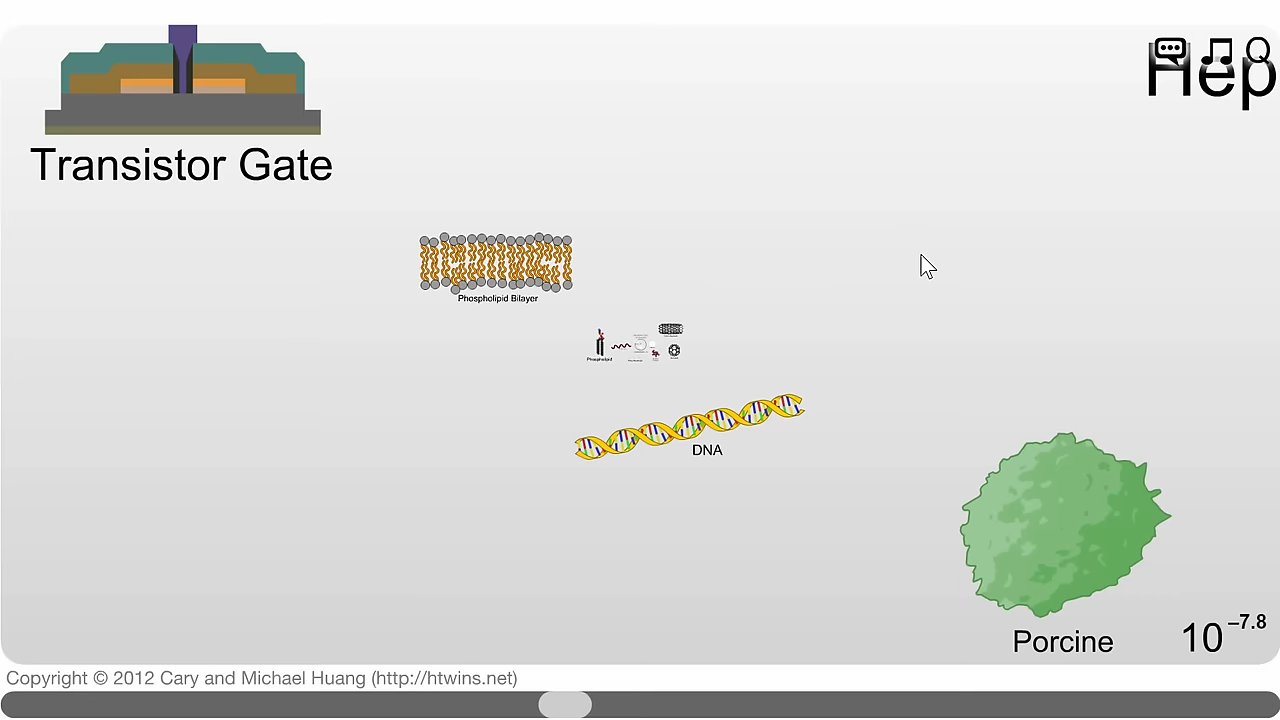 Hep
Transistor Gate
Phospholipid Bilayer
Phospholipid
DNA
Porcine
10
–7.8
Copyright © 2012 Cary and Michael Huang (http://htwins.net)